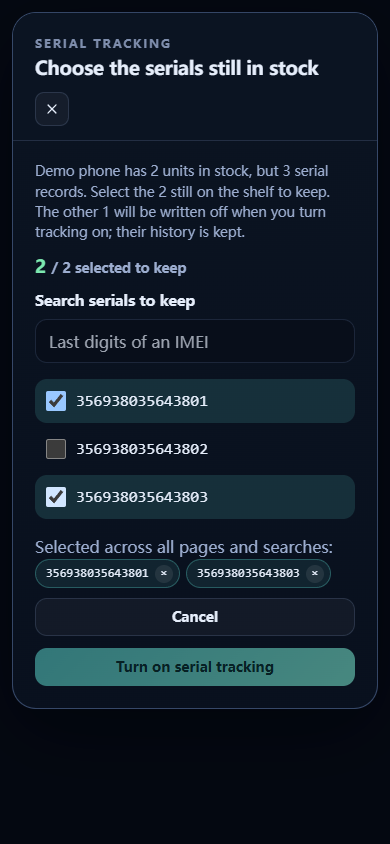 SERIAL TRACKING
Choose the serials still in stock
×
Demo phone has 2 units in stock, but 3 serial
records. Select the 2 still on the shelf to keep.
The other 1 will be written off when you turn
tracking on; their history is kept.
2 / 2 selected to keep
Search serials to keep
Last digits of an IMEI
356938035643801
356938035643802
356938035643803
Selected across all pages and searches:
356938035643801 × 356938035643803 ×
Cancel
Turn on serial tracking